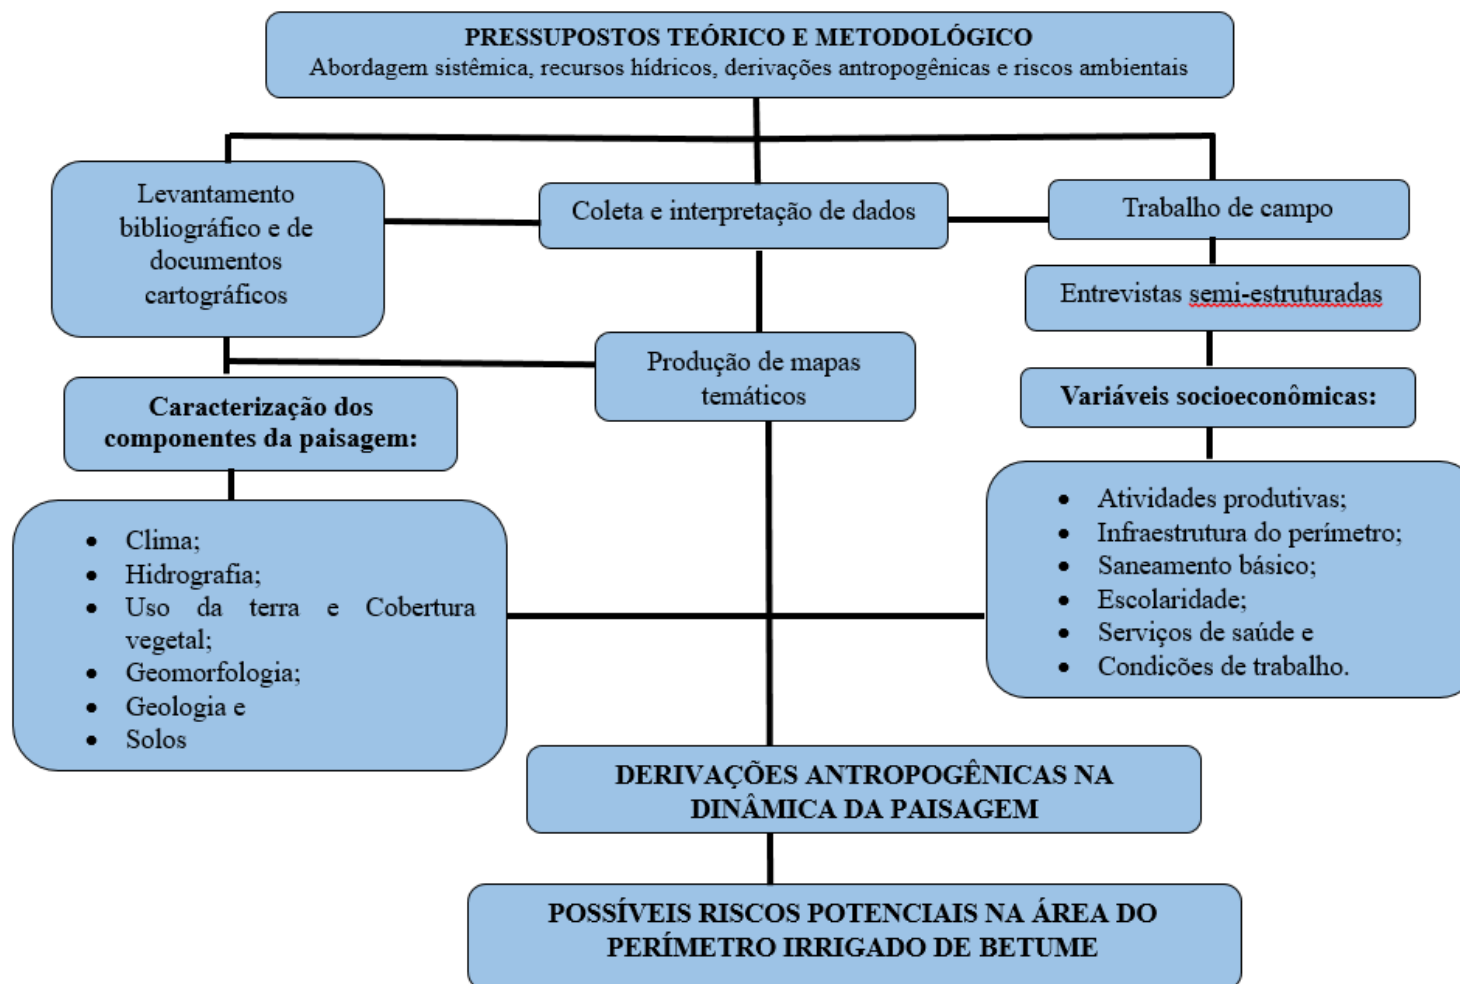 PRESSUPOSTOS TEÓRICO E METODOLÓGICO
Abordagem sistêmica, recursos hídricos, derivações antropogênicas e riscos ambientais
Levantamento
bibliográfico e de
documentos
cartográficos
Coleta e interpretação de dados
Trabalho de campo
Entrevistas semi-estruturadas
Produção de mapas
temáticos
Caracterização dos
componentes da paisagem:
Variáveis socioeconômicas:
• Clima;
• Hidrografia;
• Uso da terra e Cobertura
vegetal;
• Geomorfologia;
• Geologia e
• Solos
• Atividades produtivas;
• Infraestrutura do perímetro;
• Saneamento básico;
• Escolaridade;
• Serviços de saúde e
• Condições de trabalho.
DERIVAÇÕES ANTROPOGÊNICAS NA
DINÂMICA DA PAISAGEM
POSSÍVEIS RISCOS POTENCIAIS NA ÁREA DO
PERÍMETRO IRRIGADO DE BETUME